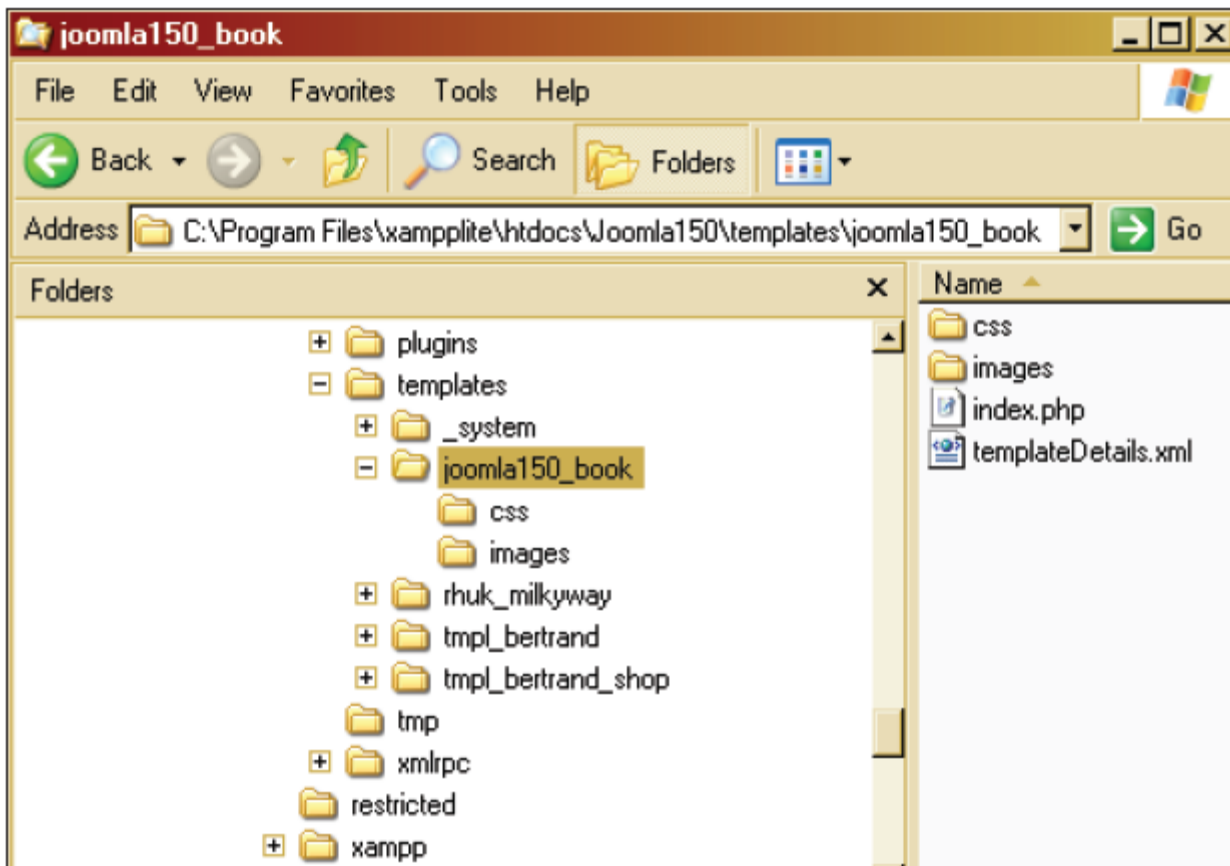 joomla150_book
File Edit View Favorites Tools Help
Back Search Folders
Address C:\Program Files\xampplite\htdocs\Joomla150\templates\joomla150_book Go
Folders
plugins
templates
_system
joomla150_book
css
images
rhuk_milkyway
tmpl_bertrand
tmpl_bertrand_shop
tmp
xmlrpc
restricted
xampp
Name
css
images
index.php
templateDetails.xml